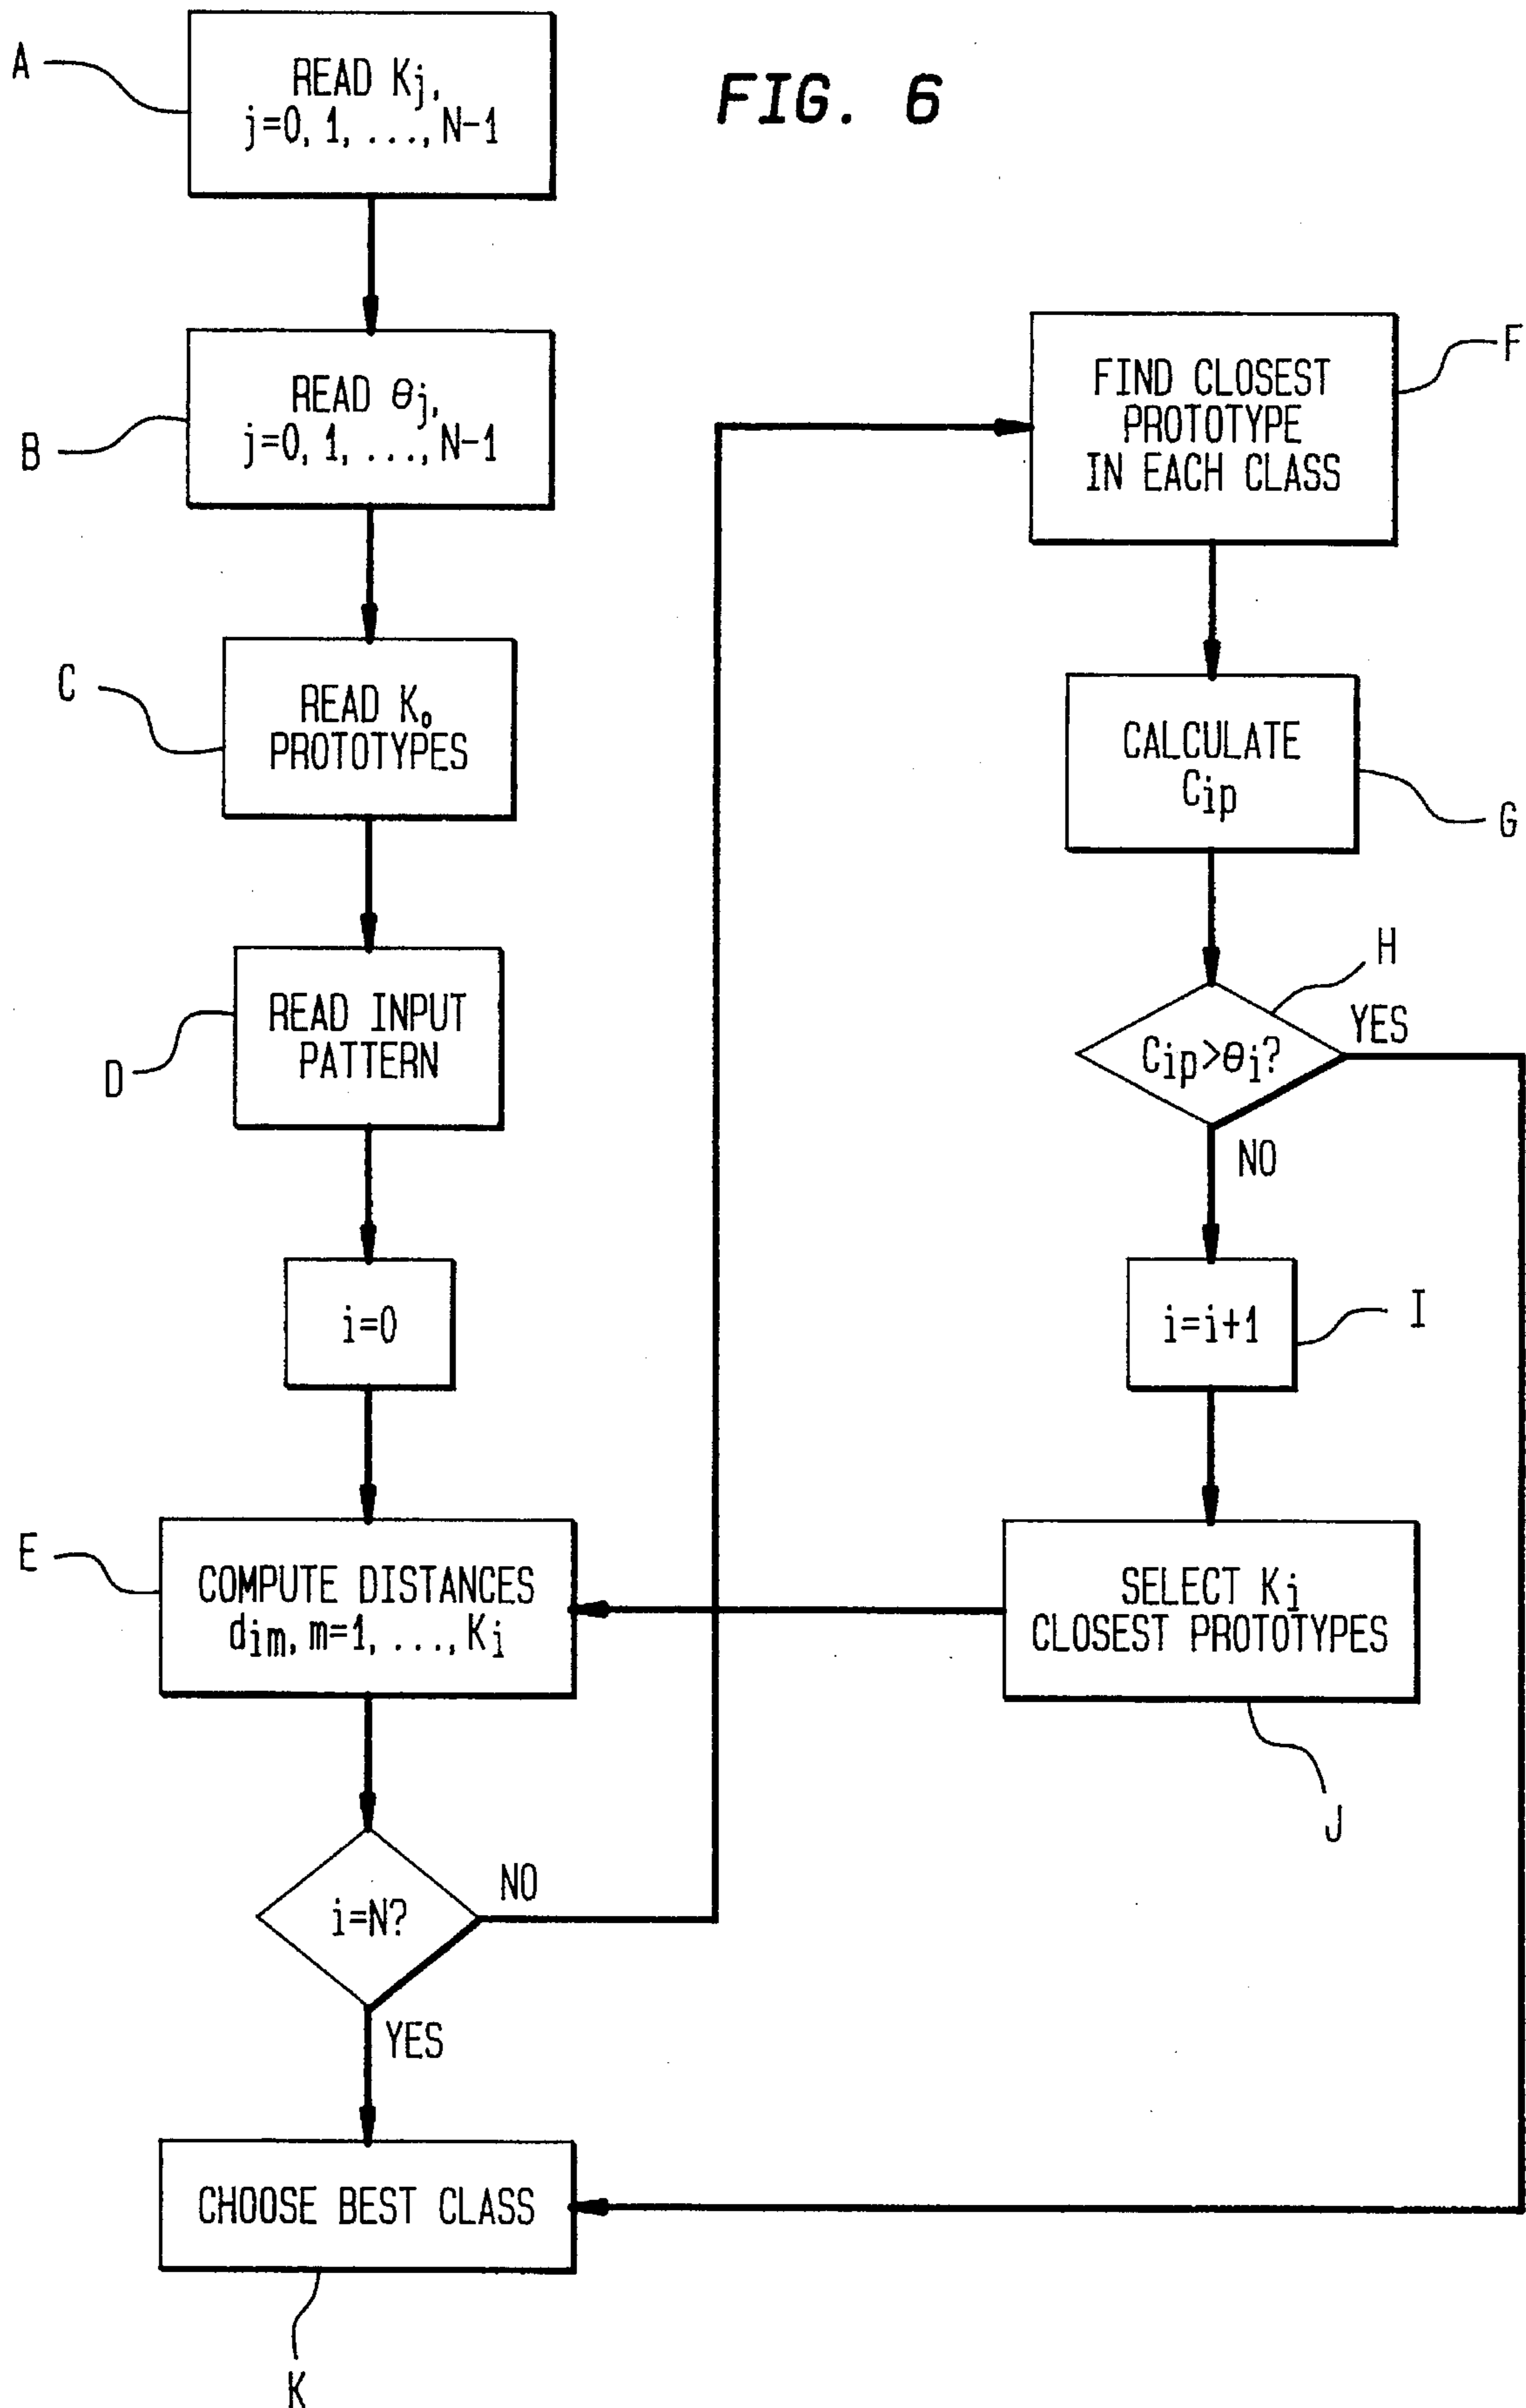 FIG. 6
A
READ Kj,
j=0, 1, ..., N-1
B
READ θj,
j=0, 1, ..., N-1
C
READ K₀
PROTOTYPES
D
READ INPUT
PATTERN
i=0
E
COMPUTE DISTANCES
dim, m=1, ..., Ki
i=N?
NO
YES
CHOOSE BEST CLASS
K
F
FIND CLOSEST
PROTOTYPE
IN EACH CLASS
CALCULATE
Cip
G
H
Cip>θi?
YES
NO
i=i+1
I
SELECT Ki
CLOSEST PROTOTYPES
J